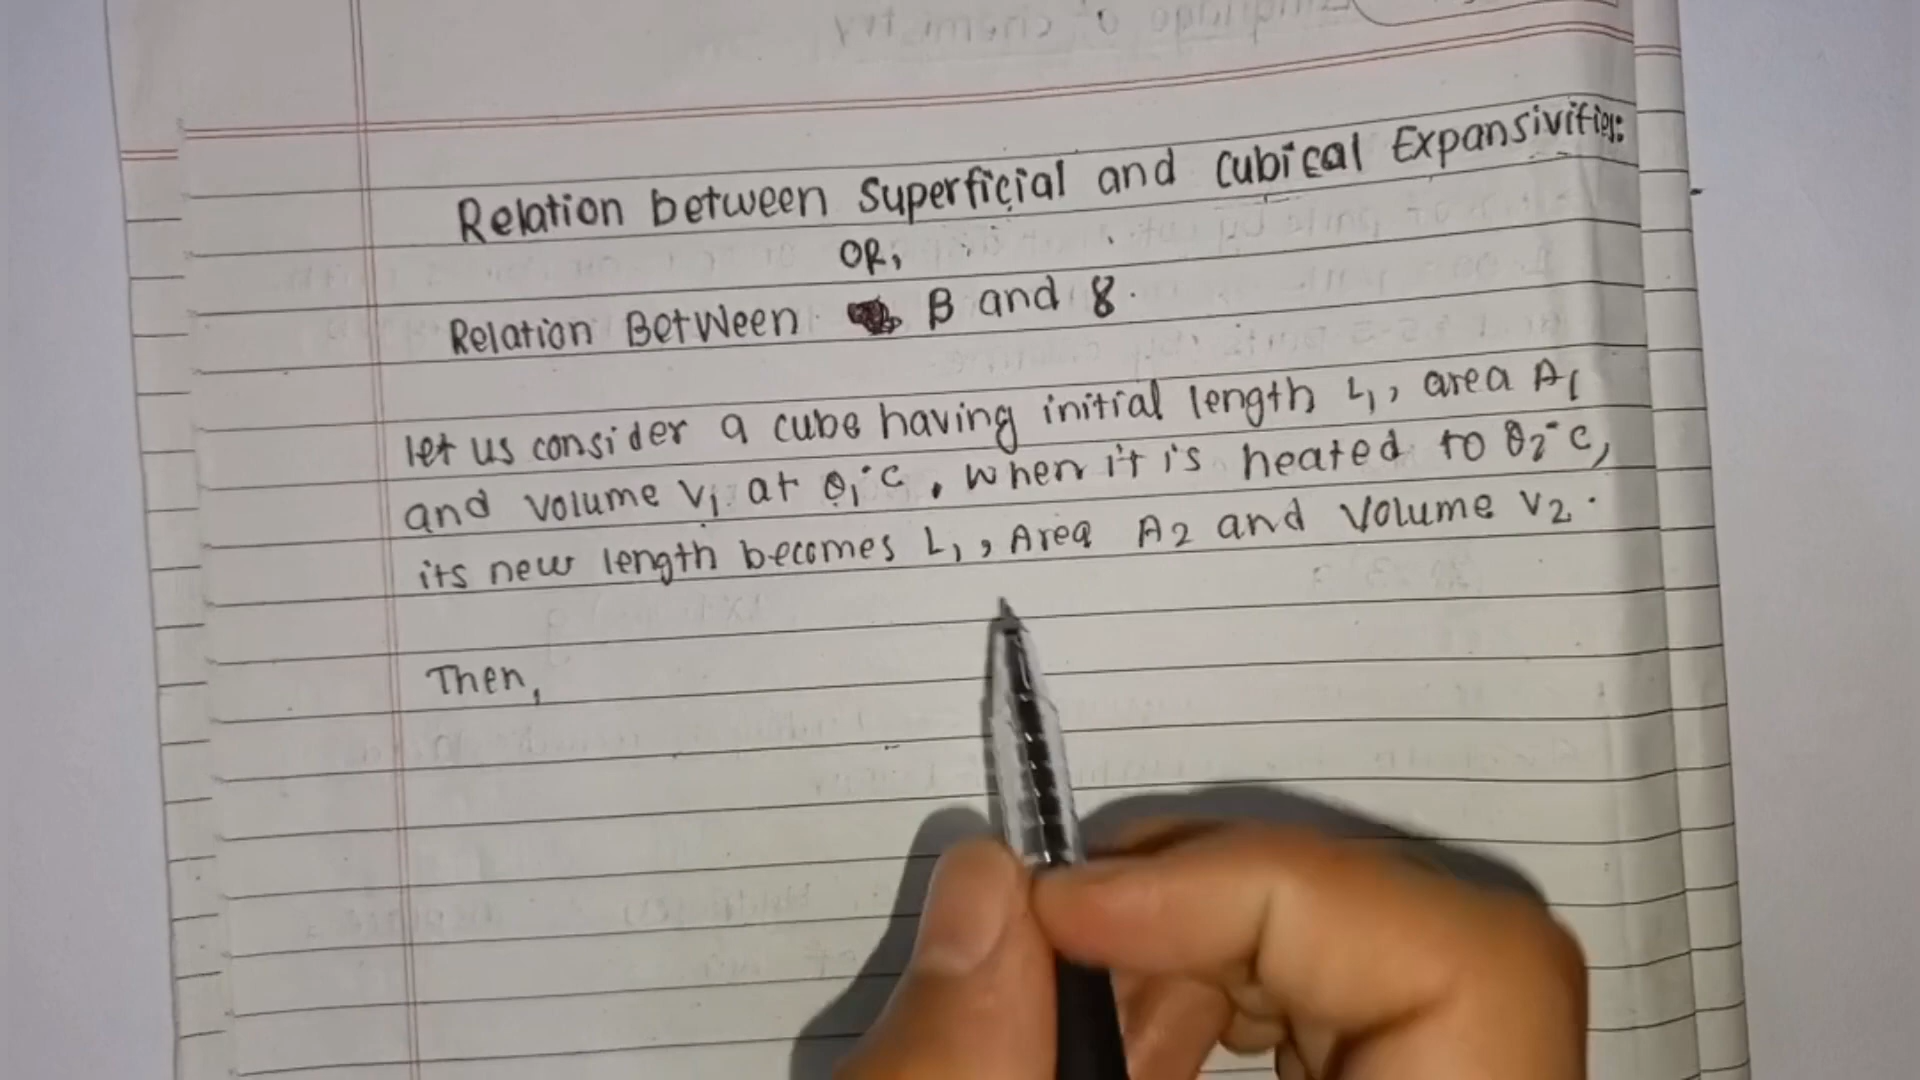 Relation between Superficial and Cubical Expansivities:
OR,
Relation Between β and γ.
let us consider a cube having initial length L₁, area A₁
and volume V₁ at θ₁°C. When it is heated to θ₂°C,
its new length becomes L₁, Area A₂ and Volume V₂.
Then,